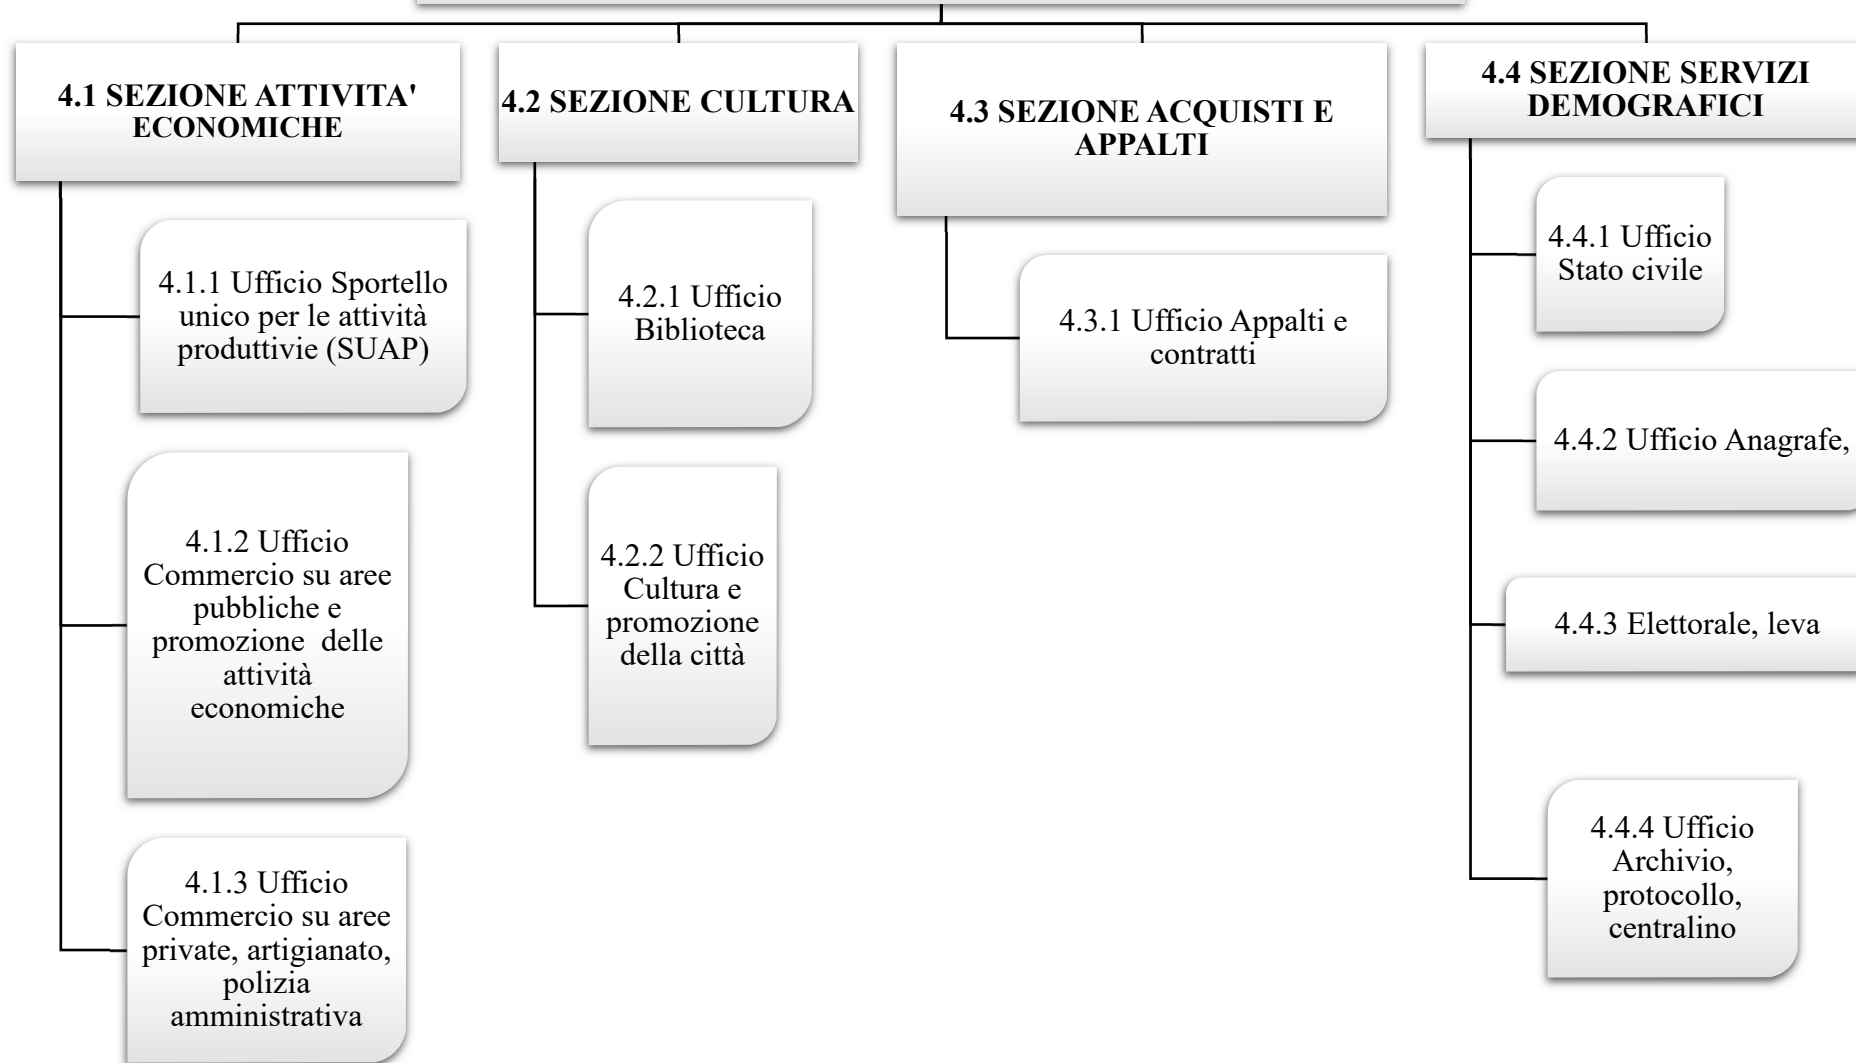 4.1 SEZIONE ATTIVITA'
ECONOMICHE
4.1.1 Ufficio Sportello
unico per le attività
produttivie (SUAP)
4.1.2 Ufficio
Commercio su aree
pubbliche e
promozione delle
attività
economiche
4.1.3 Ufficio
Commercio su aree
private, artigianato,
polizia
amministrativa
4.2 SEZIONE CULTURA
4.2.1 Ufficio
Biblioteca
4.2.2 Ufficio
Cultura e
promozione
della città
4.3 SEZIONE ACQUISTI E
APPALTI
4.3.1 Ufficio Appalti e
contratti
4.4 SEZIONE SERVIZI
DEMOGRAFICI
4.4.1 Ufficio
Stato civile
4.4.2 Ufficio Anagrafe,
4.4.3 Elettorale, leva
4.4.4 Ufficio
Archivio,
protocollo,
centralino